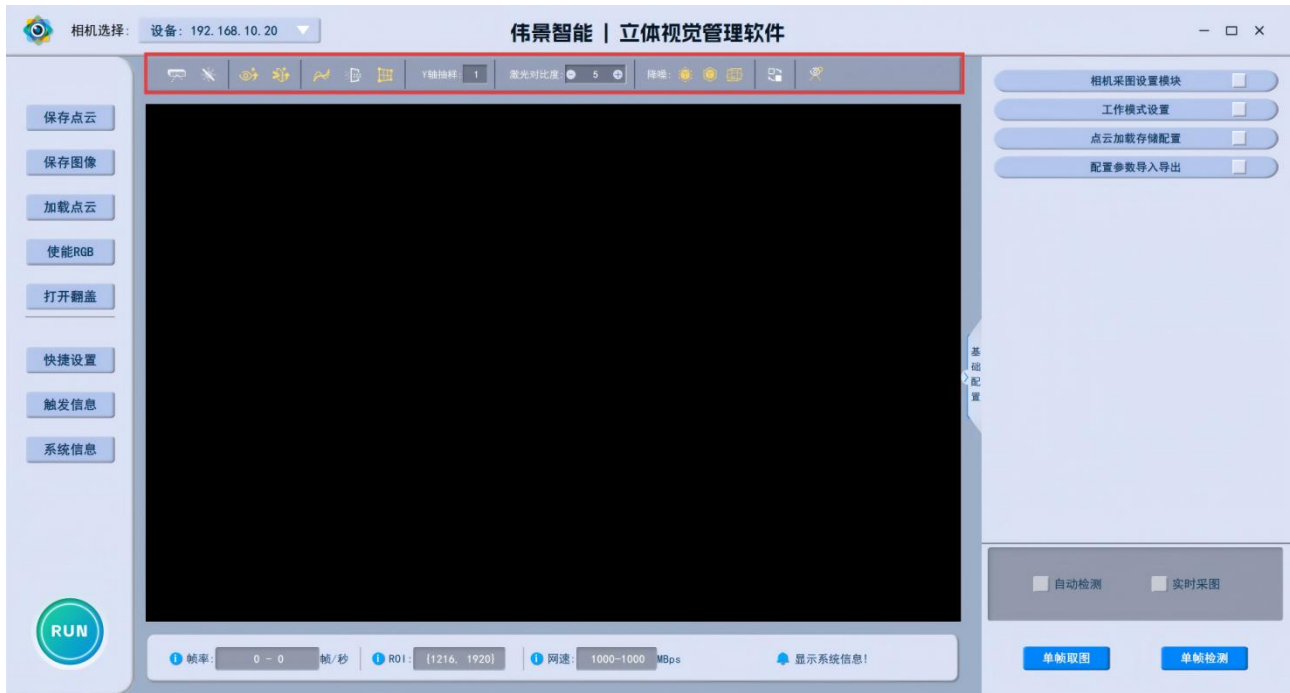 相机选择: 设备: 192.168.10.20
伟景智能 | 立体视觉管理软件
Y轴抽样: 1 激光对比度: 5 降噪:
保存点云
保存图像
加载点云
使能RGB
打开翻盖
快捷设置
触发信息
系统信息
RUN
相机采图设置模块
工作模式设置
点云加载存储配置
配置参数导入导出
基础配置
自动检测 实时采图
单帧取图 单帧检测
帧率: 0 - 0 帧/秒 ROI: {1216, 1920} 网速: 1000-1000 MBps 显示系统信息!